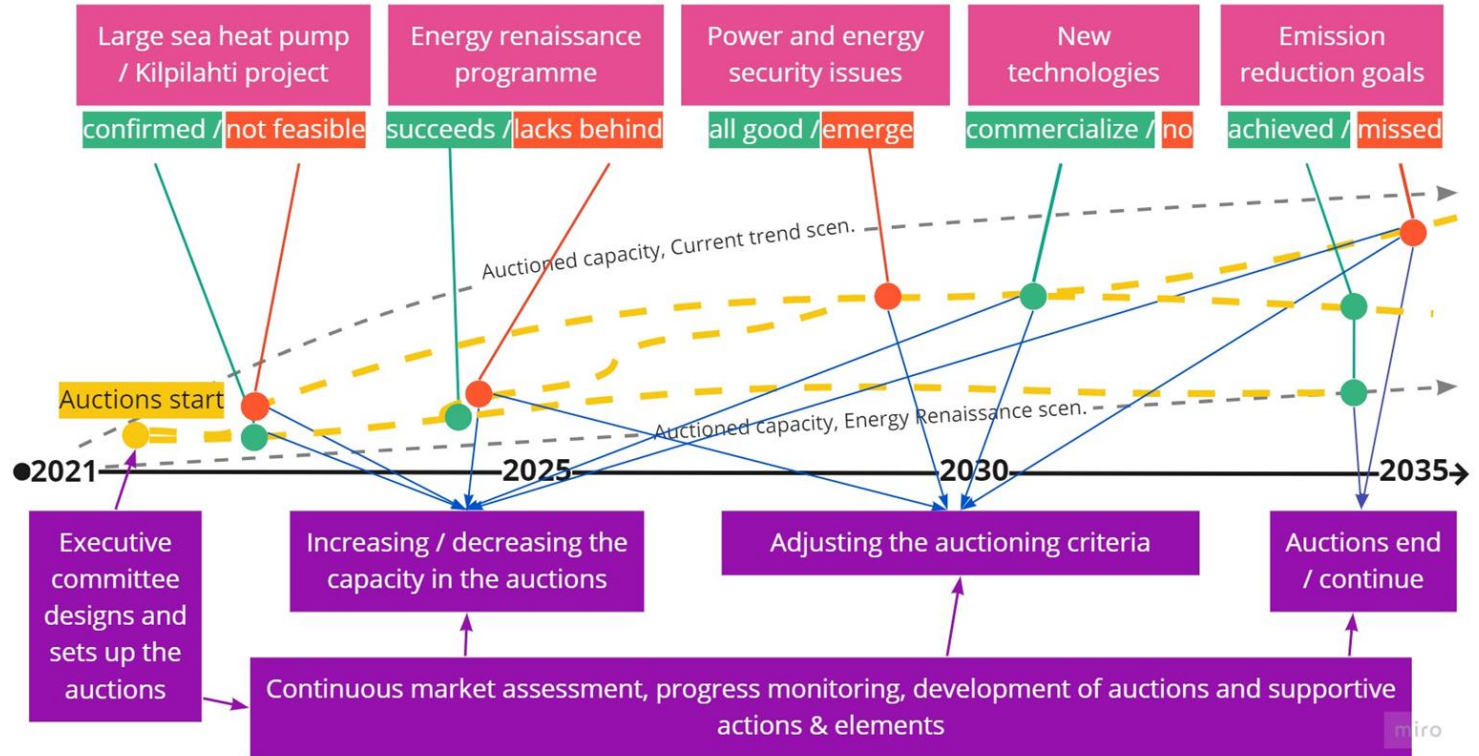 Large sea heat pump
/ Kilpilahti project
Energy renaissance
programme
Power and energy
security issues
New
technologies
Emission
reduction goals
confirmed / not feasible
succeeds / lacks behind
all good / emerge
commercialize / no
achieved / missed
Auctioned capacity, Current trend scen.
Auctions start
Auctioned capacity, Energy Renaissance scen.
2021
2025
2030
2035
Executive
committee
designs and
sets up the
auctions
Increasing / decreasing the
capacity in the auctions
Adjusting the auctioning criteria
Auctions end
/ continue
Continuous market assessment, progress monitoring, development of auctions and supportive
actions & elements
miro